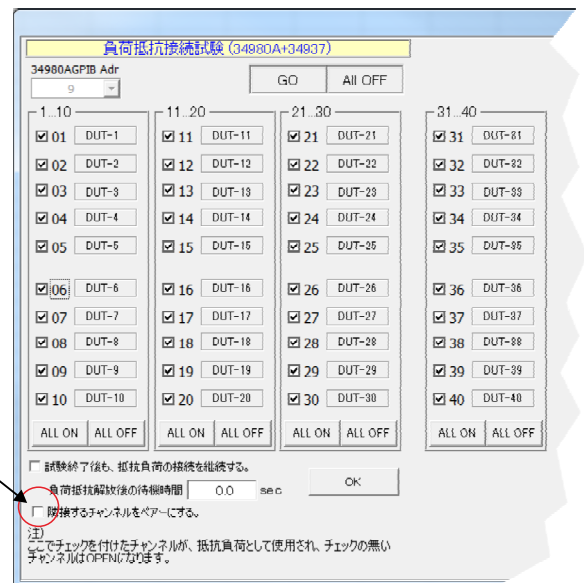 負荷抵抗接続試験 (34980A+34937)
34980AGPIB Adr
9
GO All OFF
1...10 11...20 21...30 31...40
01 DUT-1 11 DUT-11 21 DUT-21 31 DUT-31
02 DUT-2 12 DUT-12 22 DUT-22 32 DUT-32
03 DUT-3 13 DUT-13 23 DUT-23 33 DUT-33
04 DUT-4 14 DUT-14 24 DUT-24 34 DUT-34
05 DUT-5 15 DUT-15 25 DUT-25 35 DUT-35
06 DUT-6 16 DUT-16 26 DUT-26 36 DUT-36
07 DUT-7 17 DUT-17 27 DUT-27 37 DUT-37
08 DUT-8 18 DUT-18 28 DUT-28 38 DUT-38
09 DUT-9 19 DUT-19 29 DUT-29 39 DUT-39
10 DUT-10 20 DUT-20 30 DUT-30 40 DUT-40
ALL ON ALL OFF ALL ON ALL OFF ALL ON ALL OFF ALL ON ALL OFF
試験終了後も、抵抗負荷の接続を継続する。
負荷抵抗解放後の待機時間 0.0 sec OK
隣接するチャンネルをペアーにする。
注)
ここでチェックを付けたチャンネルが、抵抗負荷として使用され、チェックの無い
チャンネルはOPENになります。